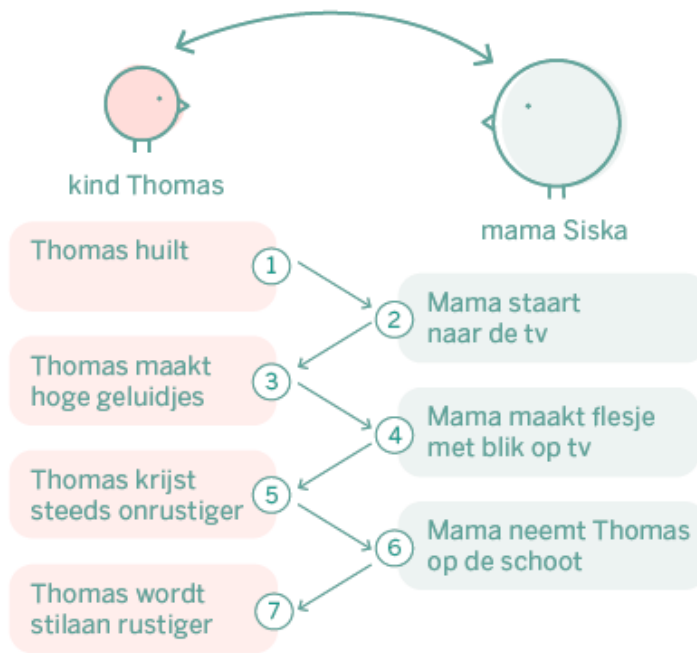 kind Thomas
mama Siska
Thomas huilt
1
2
Mama staart
naar de tv
Thomas maakt
hoge geluidjes
3
4
Mama maakt flesje
met blik op tv
Thomas krijst
steeds onrustiger
5
6
Mama neemt Thomas
op de schoot
Thomas wordt
stilaan rustiger
7